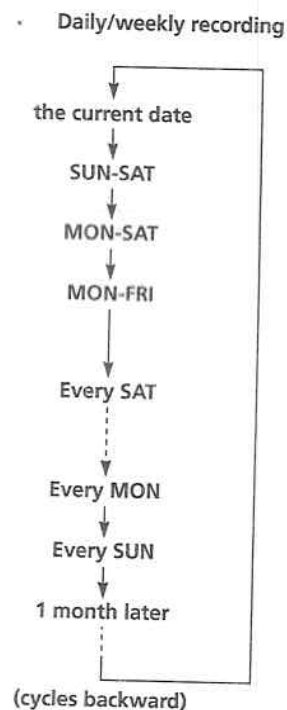 Daily/weekly recording
the current date
SUN-SAT
MON-SAT
MON-FRI
Every SAT
Every MON
Every SUN
1 month later
(cycles backward)